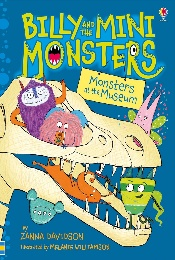 BILLY AND THE MINI
MONSTERS
Monsters
at the Museum
BY
ZANNA DAVIDSON
Illustrated by MELANIE WILLIAMSON